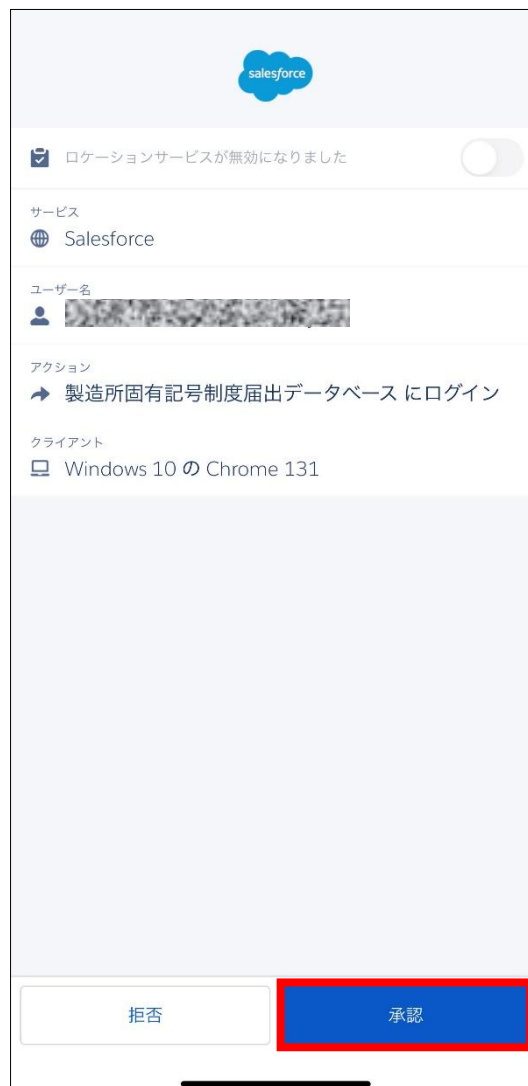 salesforce
ロケーションサービスが無効になりました
サービス
Salesforce
ユーザー名
アクション
製造所固有記号制度届出データベース にログイン
クライアント
Windows 10 の Chrome 131
拒否
承認